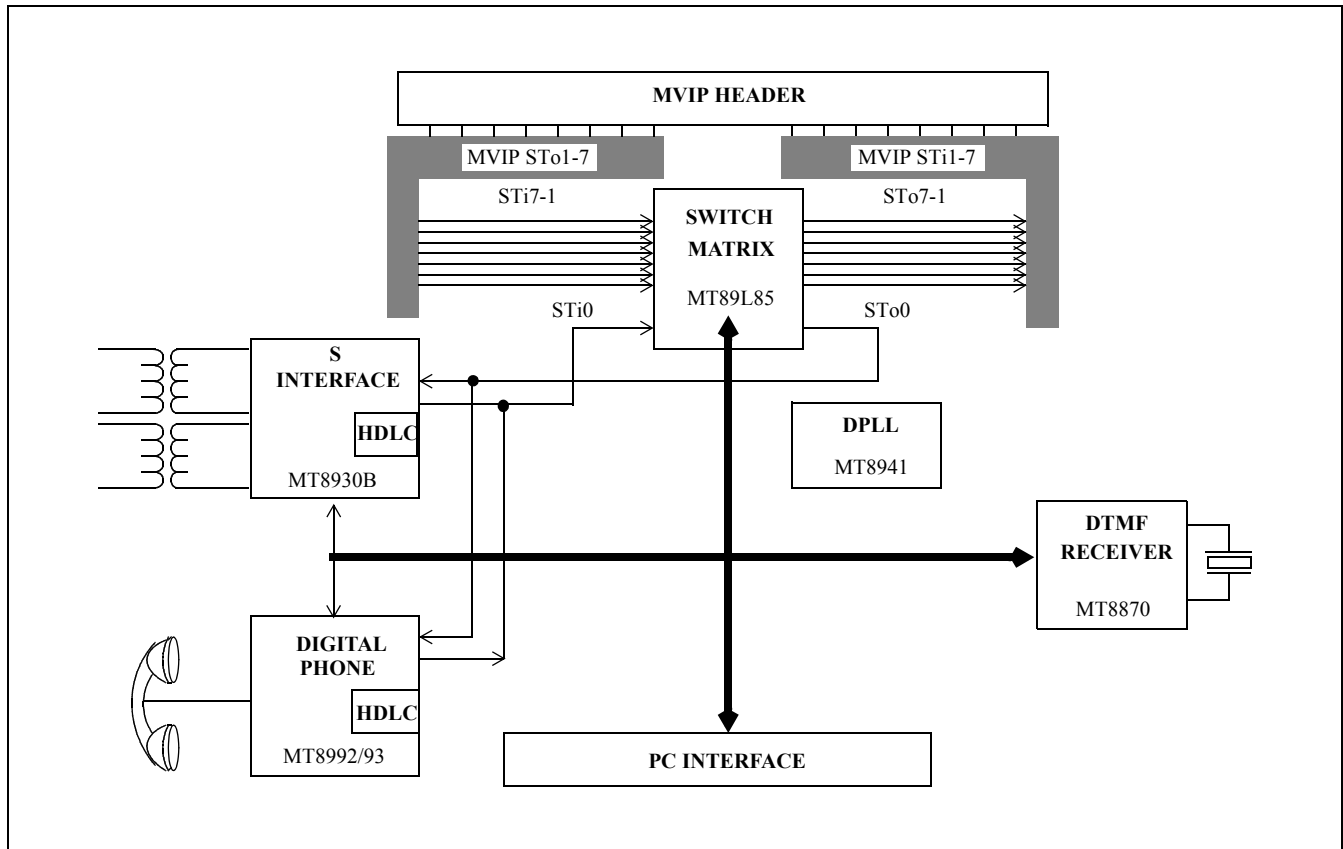 MVIP HEADER
MVIP STo1-7
MVIP STi1-7
STi7-1
STo7-1
SWITCH
MATRIX
MT89L85
STi0
STo0
S
INTERFACE
HDLC
MT8930B
DPLL
MT8941
DTMF
RECEIVER
MT8870
DIGITAL
PHONE
HDLC
MT8992/93
PC INTERFACE